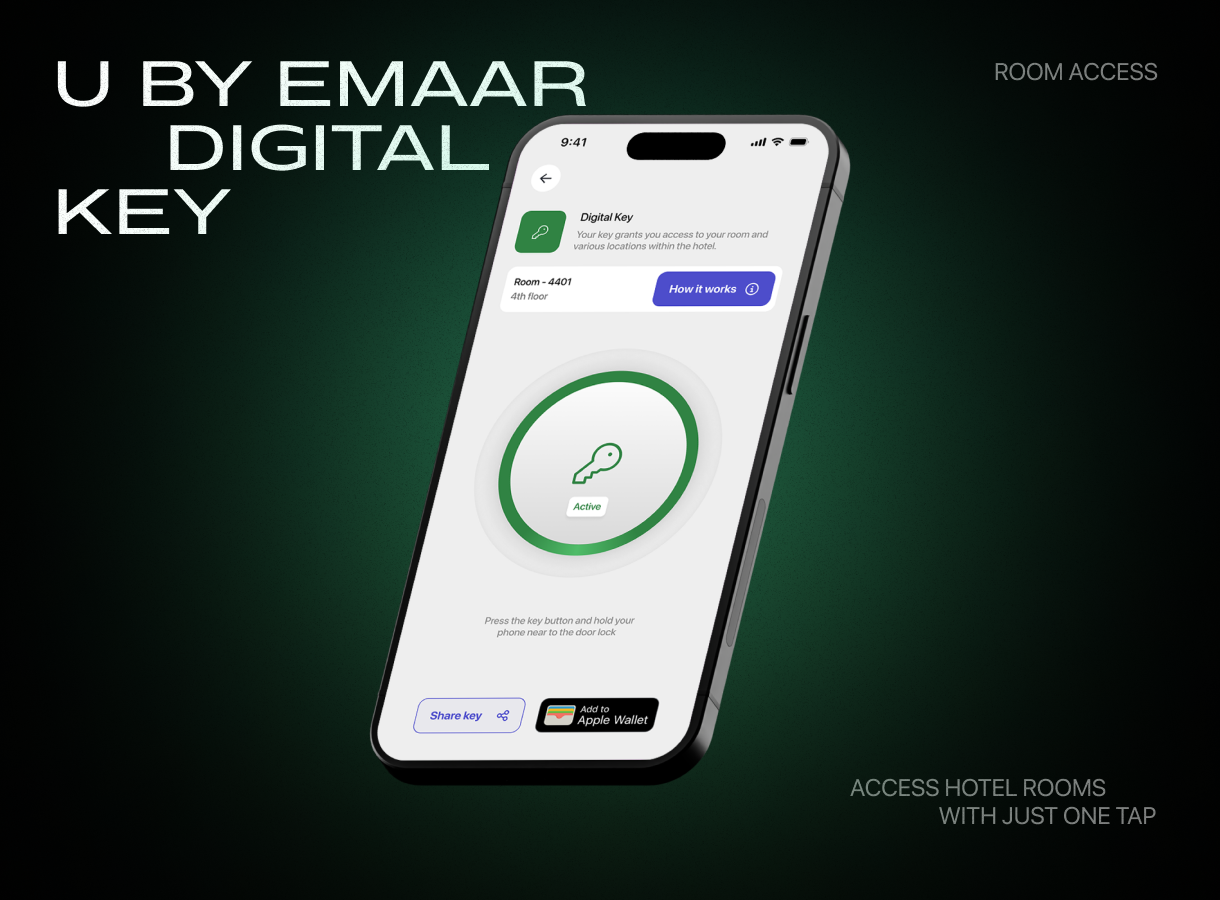 U BY EMAAR
DIGITAL
KEY
ROOM ACCESS
9:41
Digital Key
Your key grants you access to your room and
various locations within the hotel.
Room - 4401
4th floor
How it works
Active
Press the key button and hold your
phone near to the door lock
Share key
Add to
Apple Wallet
ACCESS HOTEL ROOMS
WITH JUST ONE TAP